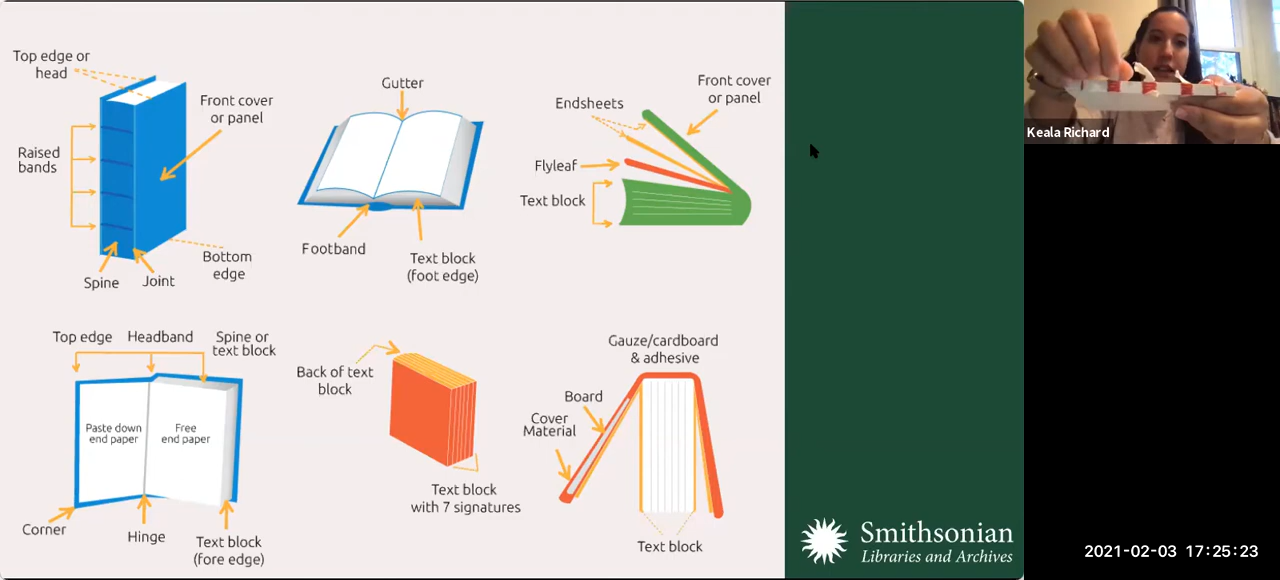 Top edge or
head
Front cover
or panel
Raised
bands
Spine
Joint
Bottom
edge
Gutter
Footband
Text block
(foot edge)
Endsheets
Front cover
or panel
Flyleaf
Text block
Top edge
Headband
Spine or
text block
Paste down
end paper
Free
end paper
Corner
Hinge
Text block
(fore edge)
Back of text
block
Text block
with 7 signatures
Gauze/cardboard
& adhesive
Board
Cover
Material
Text block
Smithsonian
Libraries and Archives
Keala Richard
2021-02-03 17:25:23